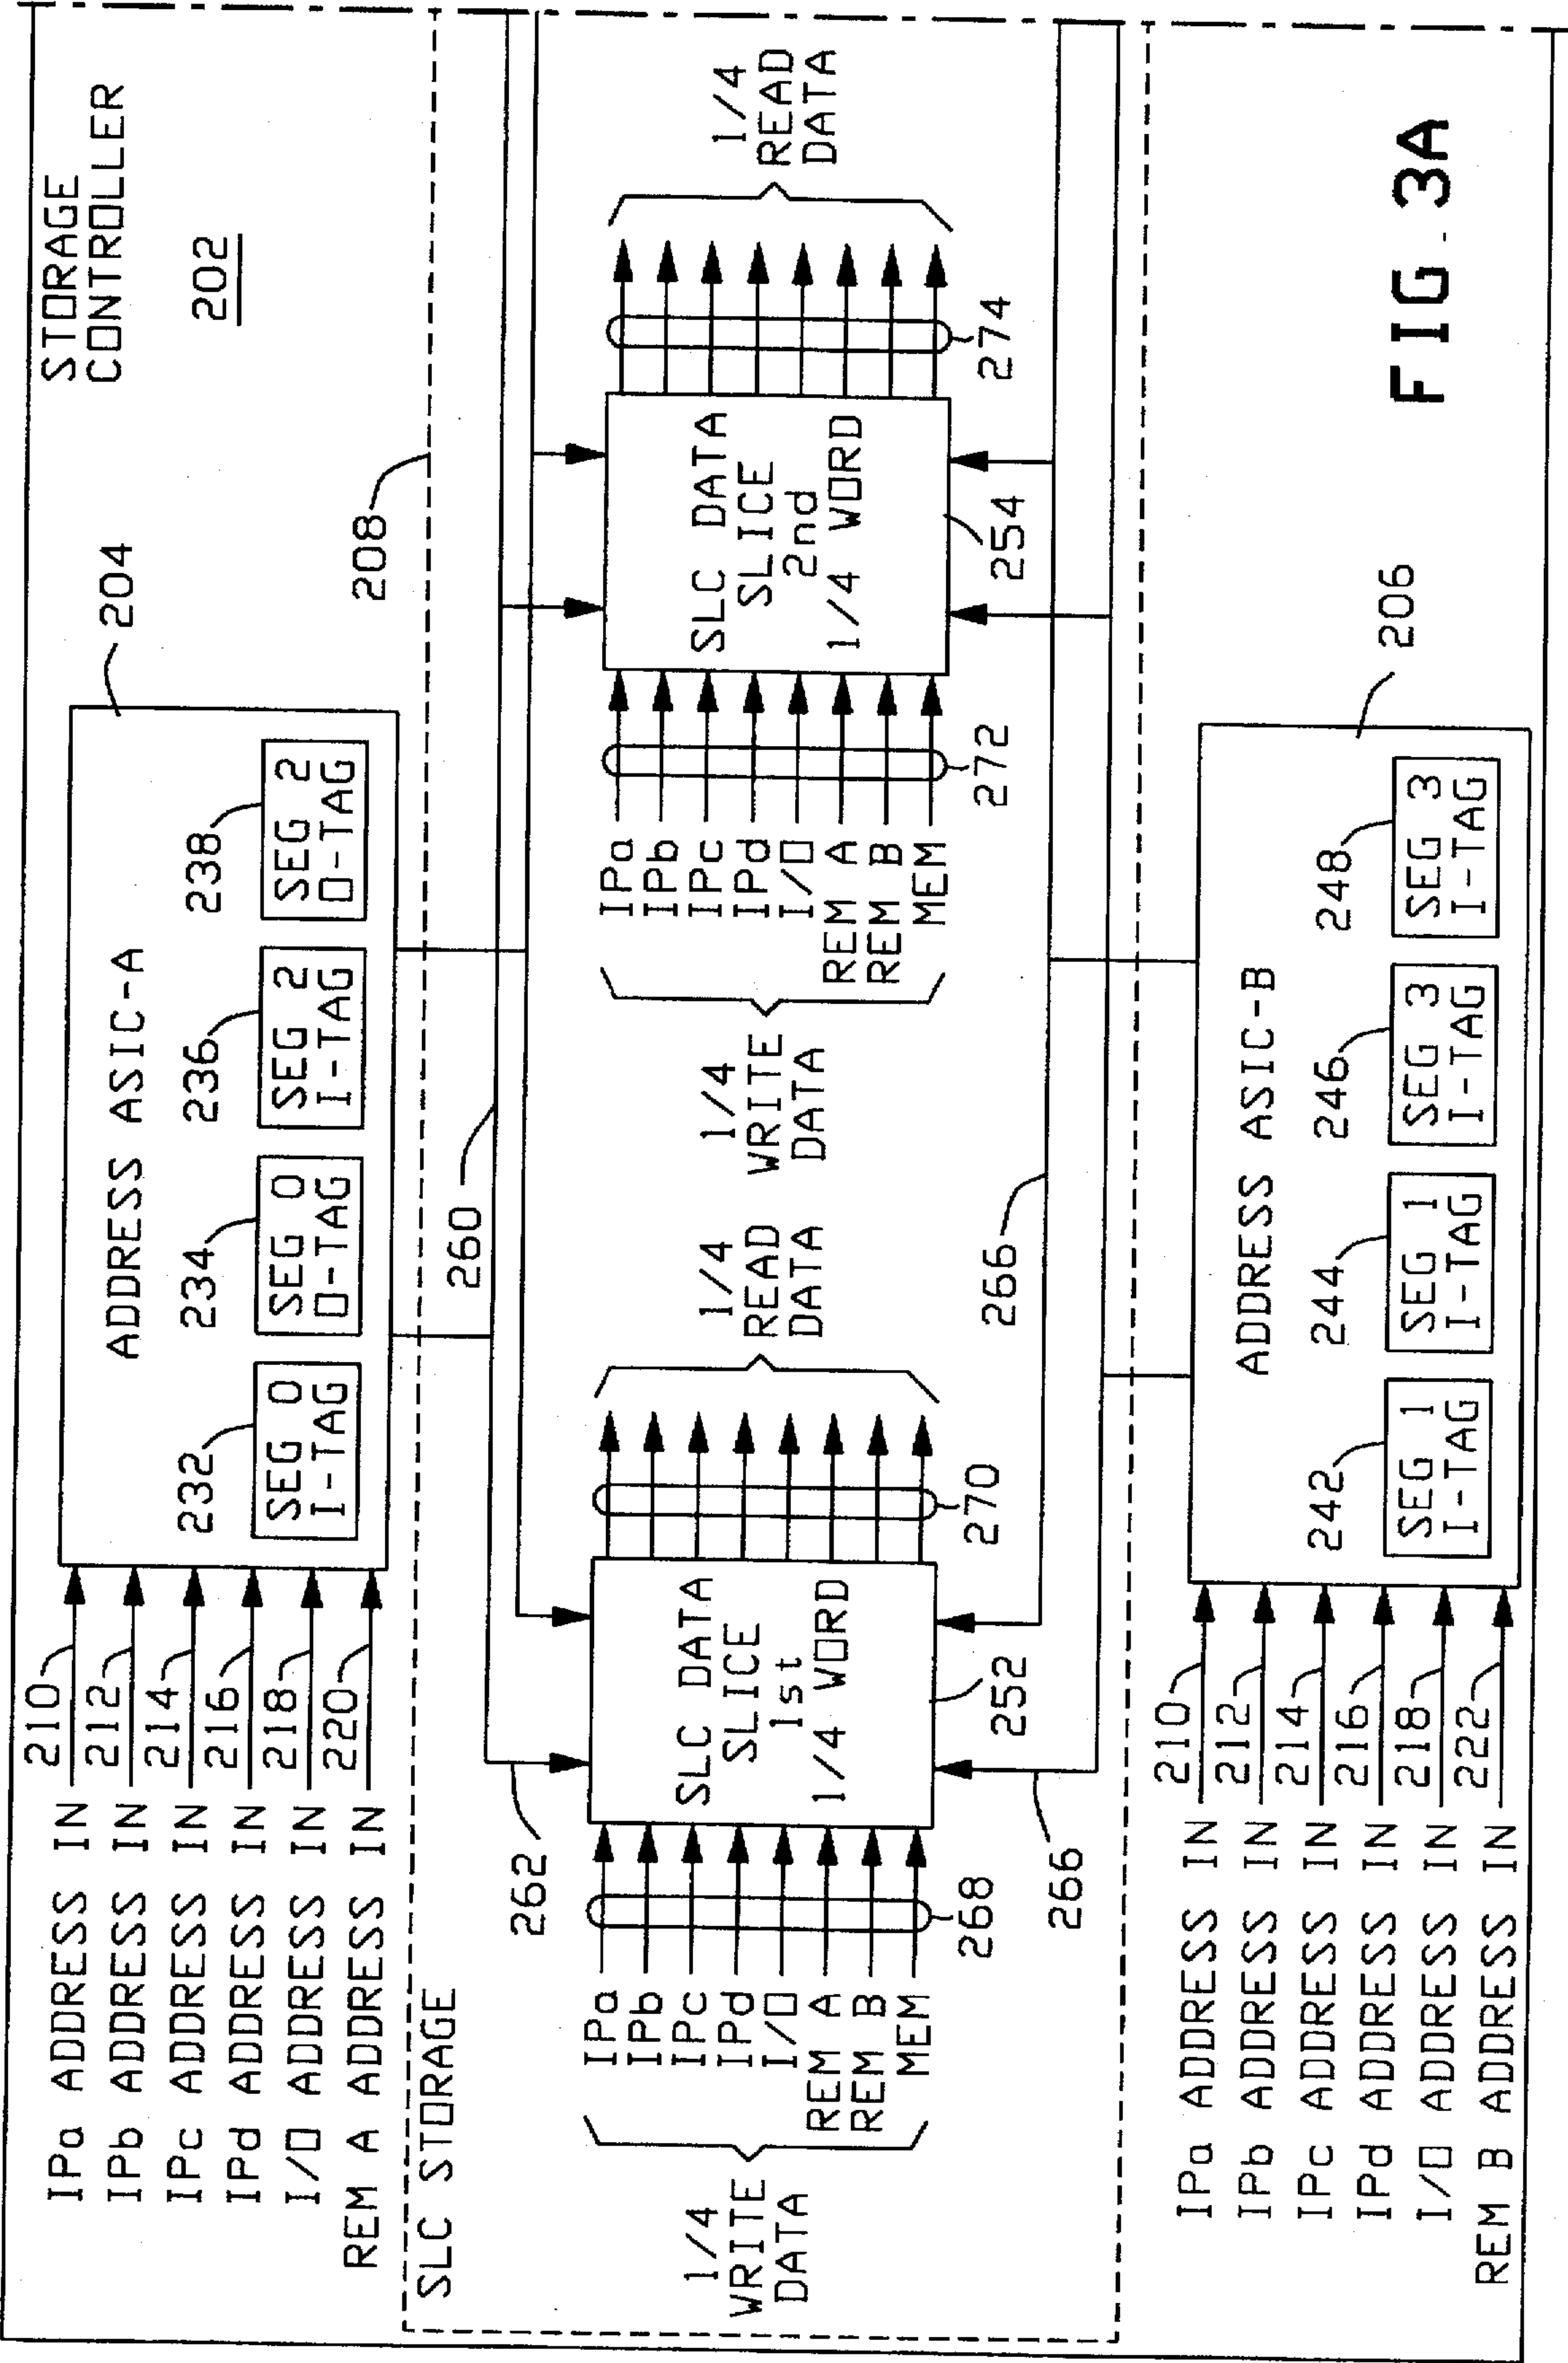 STORAGE
CONTROLLER
202
204
ADDRESS ASIC-A
IPa ADDRESS IN 210
IPb ADDRESS IN 212
IPc ADDRESS IN 214
IPd ADDRESS IN 216
I/O ADDRESS IN 218
REM A ADDRESS IN 220
232
SEG 0
I-TAG
234
SEG 0
O-TAG
236
SEG 2
I-TAG
238
SEG 2
O-TAG
208
SLC STORAGE
260
262
1/4
WRITE
DATA
IPa
IPb
IPc
IPd
I/O
REM A
REM B
MEM
268
SLC DATA
SLICE
1st
1/4 WORD
252
270
1/4
READ
DATA
1/4
WRITE
DATA
IPa
IPb
IPc
IPd
I/O
REM A
REM B
MEM
272
SLC DATA
SLICE
2nd
1/4 WORD
254
274
1/4
READ
DATA
266
266
206
ADDRESS ASIC-B
IPa ADDRESS IN 210
IPb ADDRESS IN 212
IPc ADDRESS IN 214
IPd ADDRESS IN 216
I/O ADDRESS IN 218
REM B ADDRESS IN 222
242
SEG 1
I-TAG
244
SEG 1
I-TAG
246
SEG 3
I-TAG
248
SEG 3
I-TAG
FIG. 3A